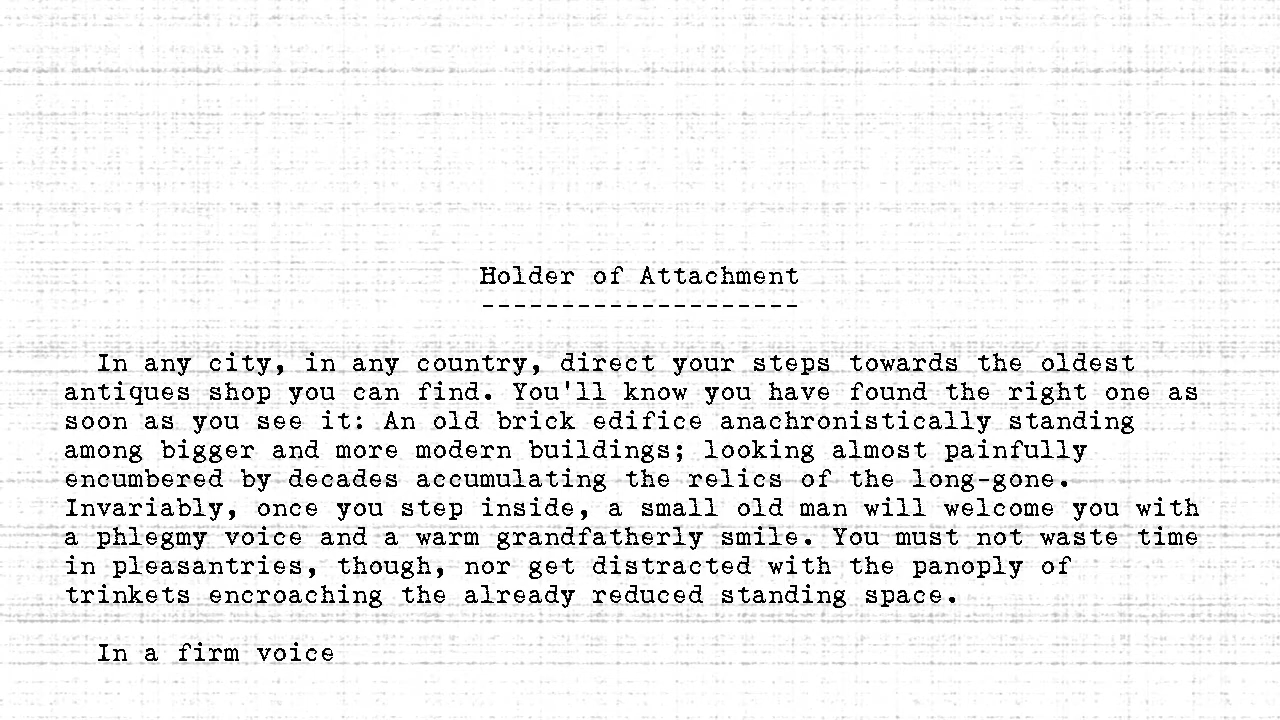 Holder of Attachment
--------------------
In any city, in any country, direct your steps towards the oldest
antiques shop you can find. You'll know you have found the right one as
soon as you see it: An old brick edifice anachronistically standing
among bigger and more modern buildings; looking almost painfully
encumbered by decades accumulating the relics of the long-gone.
Invariably, once you step inside, a small old man will welcome you with
a phlegmy voice and a warm grandfatherly smile. You must not waste time
in pleasantries, though, nor get distracted with the panoply of
trinkets encroaching the already reduced standing space.
In a firm voice